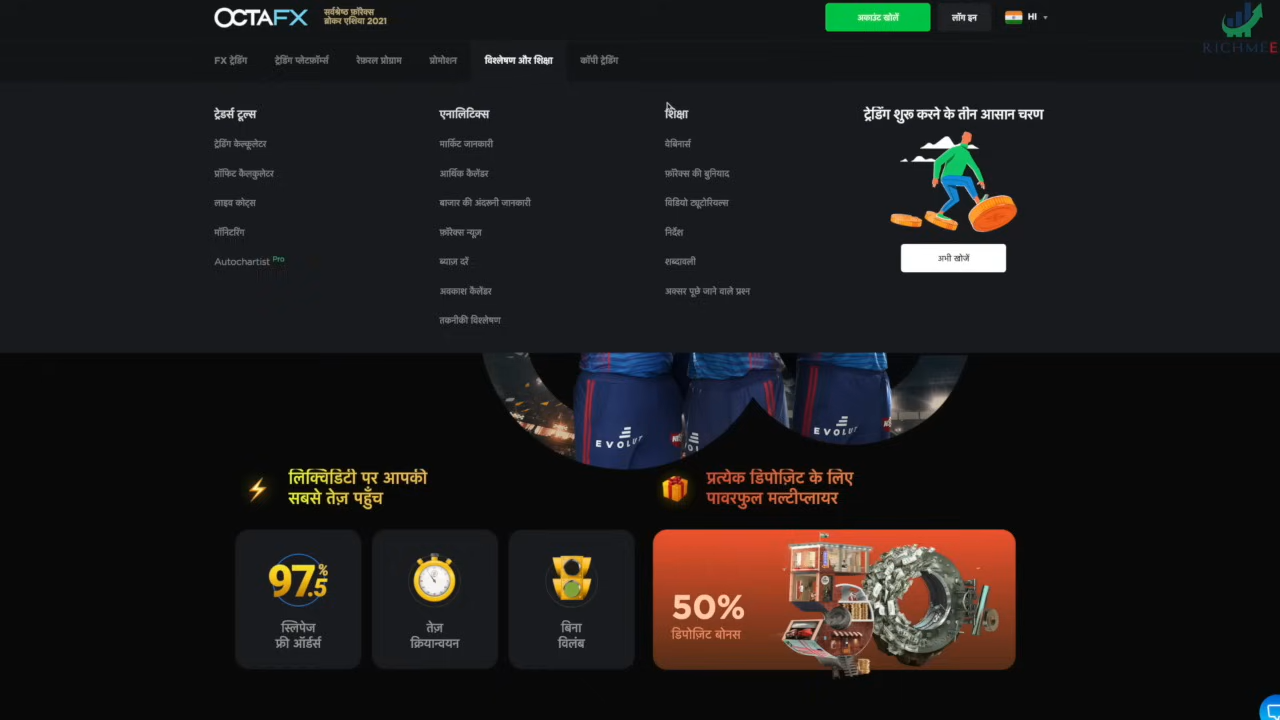 OCTAFX
सर्वश्रेष्ठ फ़ॉरेक्स
ब्रोकर एशिया 2021
अकाउंट खोलें
लॉग इन
HI
RICHMEE
FX ट्रेडिंग
ट्रेडिंग प्लेटफ़ॉर्म्स
रेफ़रल प्रोग्राम
प्रोमोशन
विश्लेषण और शिक्षा
कॉपी ट्रेडिंग
ट्रेडर्स टूल्स
ट्रेडिंग केल्कूलेटर
प्रॉफिट कैलकुलेटर
लाइव कोट्स
मॉनिटरिंग
Autochartist Pro
एनालिटिक्स
मार्किट जानकारी
आर्थिक कैलेंडर
बाजार की अंदरूनी जानकारी
फ़ॉरेक्स न्यूज़
ब्याज़ दरें
अवकाश कैलेंडर
तकनीकी विश्लेषण
शिक्षा
वेबिनार्स
फ़ॉरेक्स की बुनियाद
विडियो ट्यूटोरियल्स
निर्देश
शब्दावली
अक्सर पूछे जाने वाले प्रश्न
ट्रेडिंग शुरू करने के तीन आसान चरण
अभी खोजें
EVOLU
EVOLUT
लिक्विडिटी पर आपकी
सबसे तेज़ पहुँच
प्रत्येक डिपोज़िट के लिए
पावरफुल मल्टीप्लायर
97.5%
स्लिपेज
फ्री ऑर्डर्स
तेज़
क्रियान्वयन
बिना
विलंब
50%
डिपोज़िट बोनस